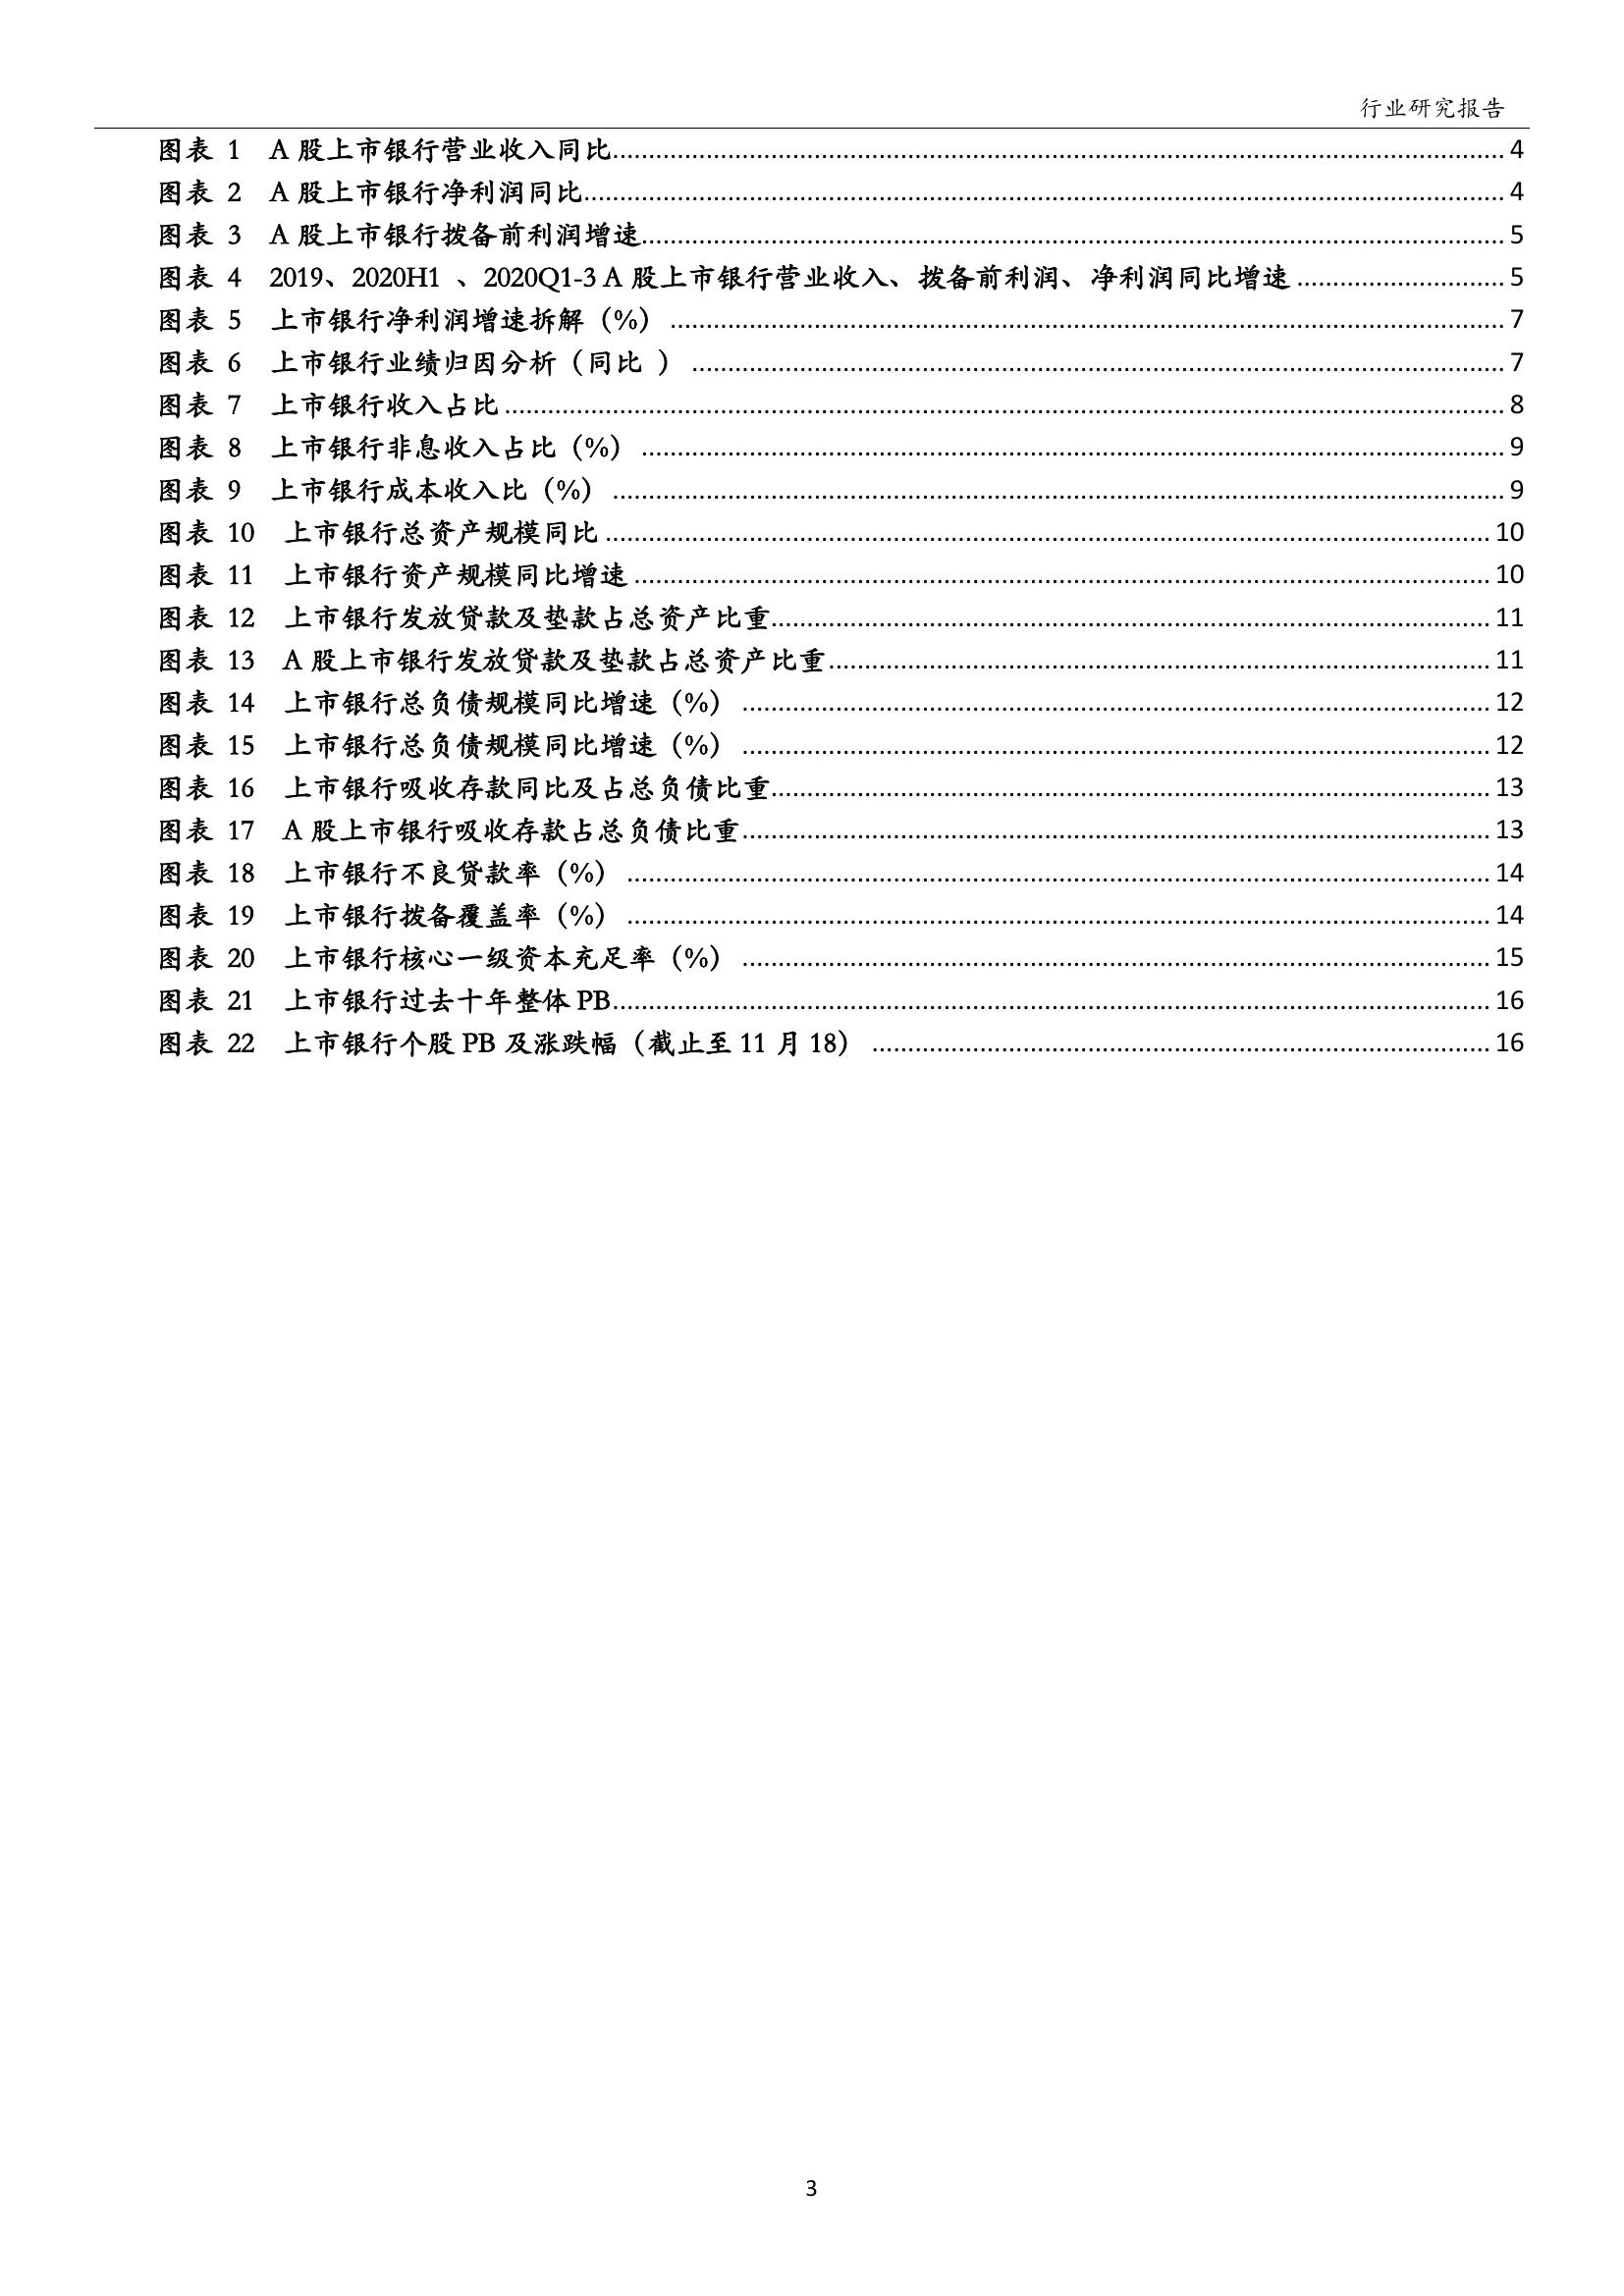 行业研究报告
图表 1 A 股上市银行营业收入同比........................ 4
图表 2 A 股上市银行净利润同比........................ 4
图表 3 A 股上市银行拨备前利润增速........................ 5
图表 4 2019、2020H1 、2020Q1-3 A 股上市银行营业收入、拨备前利润、净利润同比增速 ........................ 5
图表 5 上市银行净利润增速拆解（%） ........................ 7
图表 6 上市银行业绩归因分析（同比 ） ........................ 7
图表 7 上市银行收入占比 ........................ 8
图表 8 上市银行非息收入占比（%） ........................ 9
图表 9 上市银行成本收入比（%） ........................ 9
图表 10 上市银行总资产规模同比 ........................ 10
图表 11 上市银行资产规模同比增速 ........................ 10
图表 12 上市银行发放贷款及垫款占总资产比重........................ 11
图表 13 A 股上市银行发放贷款及垫款占总资产比重........................ 11
图表 14 上市银行总负债规模同比增速（%） ........................ 12
图表 15 上市银行总负债规模同比增速（%） ........................ 12
图表 16 上市银行吸收存款同比及占总负债比重........................ 13
图表 17 A 股上市银行吸收存款占总负债比重........................ 13
图表 18 上市银行不良贷款率（%） ........................ 14
图表 19 上市银行拨备覆盖率（%） ........................ 14
图表 20 上市银行核心一级资本充足率（%） ........................ 15
图表 21 上市银行过去十年整体 PB........................ 16
图表 22 上市银行个股 PB 及涨跌幅（截止至 11 月 18） ........................ 16
3